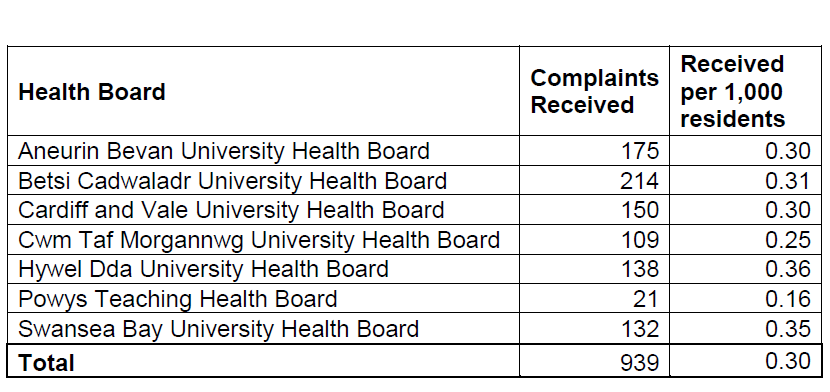 Health Board Complaints Received Received per 1,000 residents
Aneurin Bevan University Health Board 175 0.30
Betsi Cadwaladr University Health Board 214 0.31
Cardiff and Vale University Health Board 150 0.30
Cwm Taf Morgannwg University Health Board 109 0.25
Hywel Dda University Health Board 138 0.36
Powys Teaching Health Board 21 0.16
Swansea Bay University Health Board 132 0.35
Total 939 0.30